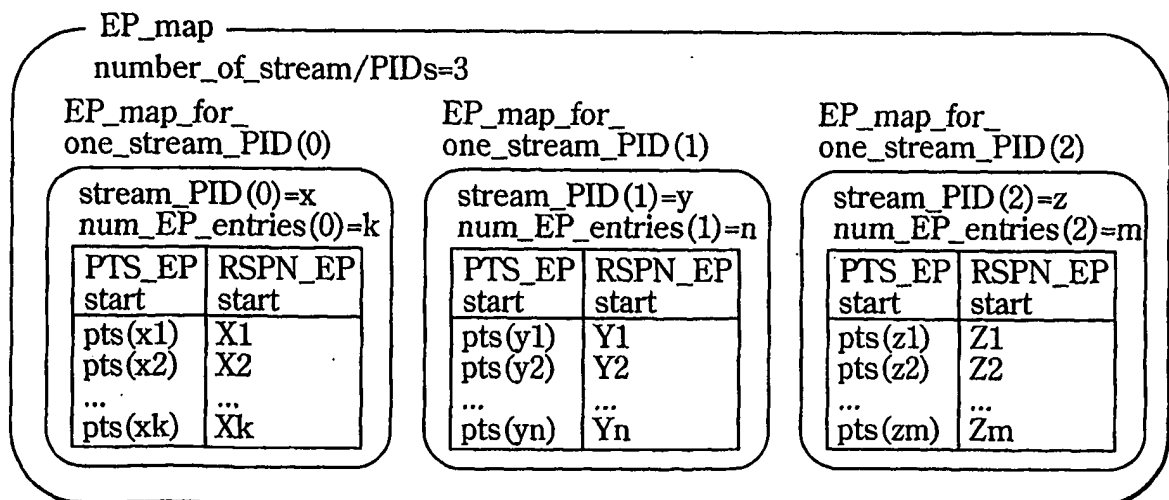 EP_map
number_of_stream/PIDs=3
EP_map_for_
one_stream_PID(0)
stream_PID(0)=x
num_EP_entries(0)=k
PTS_EP RSPN_EP
start start
pts(x1) X1
pts(x2) X2
... ...
pts(xk) Xk
EP_map_for_
one_stream_PID(1)
stream_PID(1)=y
num_EP_entries(1)=n
PTS_EP RSPN_EP
start start
pts(y1) Y1
pts(y2) Y2
... ...
pts(yn) Yn
EP_map_for_
one_stream_PID(2)
stream_PID(2)=z
num_EP_entries(2)=m
PTS_EP RSPN_EP
start start
pts(z1) Z1
pts(z2) Z2
... ...
pts(zm) Zm